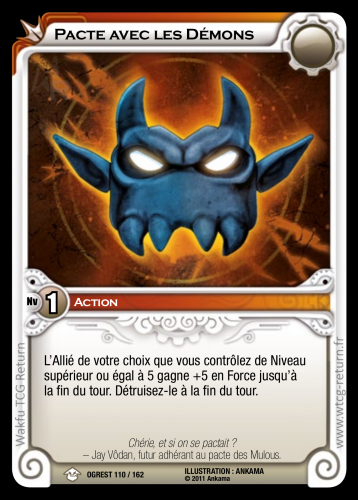 Pacte avec les Démons
Nv 1 Action
L'Allié de votre choix que vous contrôlez de Niveau
supérieur ou égal à 5 gagne +5 en Force jusqu'à
la fin du tour. Détruisez-le à la fin du tour.
Chérie, et si on se pactait ?
– Jay Vôdan, futur adhérant au pacte des Mulous.
OGREST 110 / 162
ILLUSTRATION : ANKAMA
© 2011 Ankama
Wakfu TCG Return
www.wtcg-return.fr